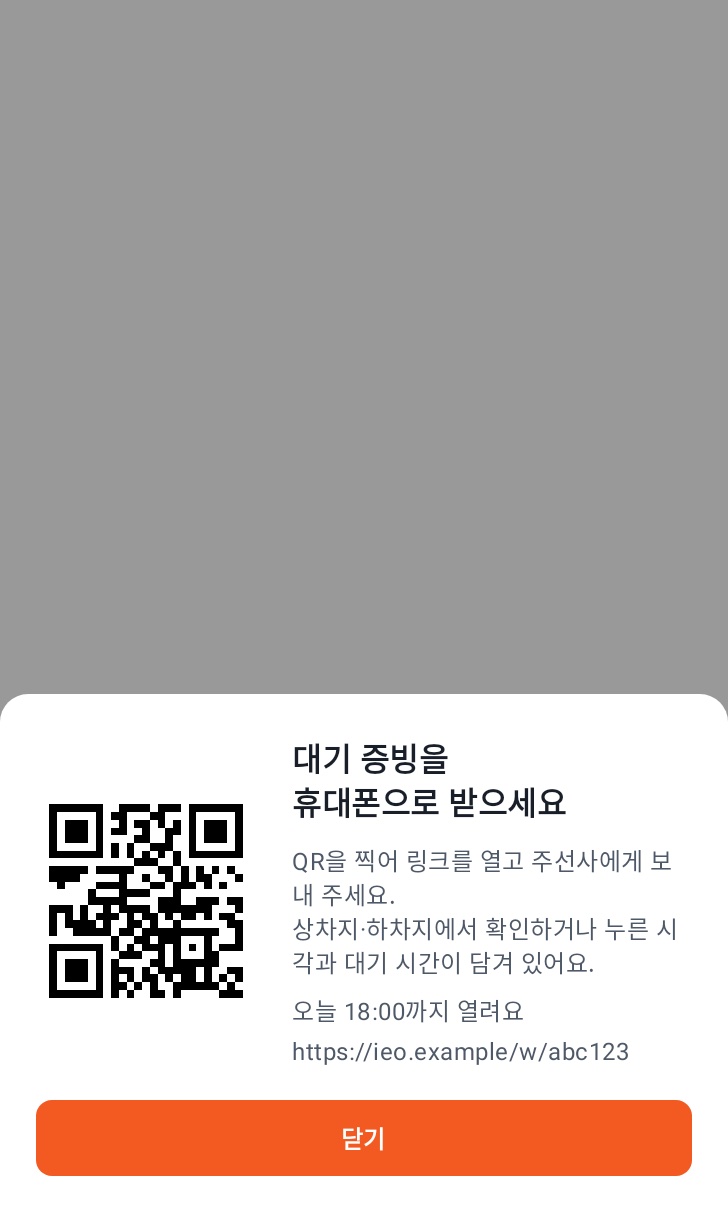 대기 증빙을
휴대폰으로 받으세요
QR을 찍어 링크를 열고 주선사에게 보
내 주세요.
상차지·하차지에서 확인하거나 누른 시
각과 대기 시간이 담겨 있어요.
오늘 18:00까지 열려요
https://ieo.example/w/abc123
닫기